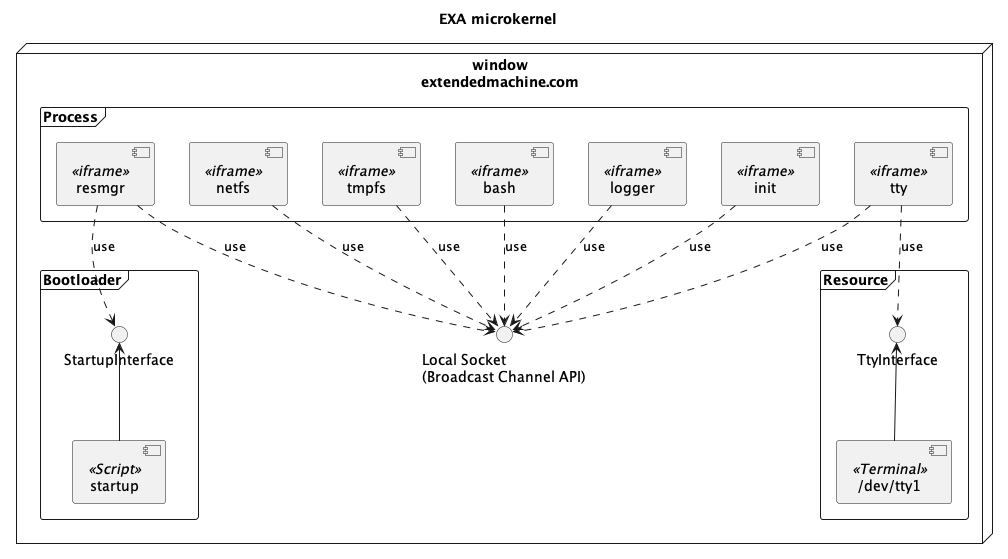 EXA microkernel
window
extendedmachine.com
Process
«iframe»
resmgr
«iframe»
netfs
«iframe»
tmpfs
«iframe»
bash
«iframe»
logger
«iframe»
init
«iframe»
tty
use
use
use
use
use
use
use
use
use
Bootloader
Resource
StartupInterface
Local Socket
(Broadcast Channel API)
TtyInterface
«Script»
startup
«Terminal»
/dev/tty1